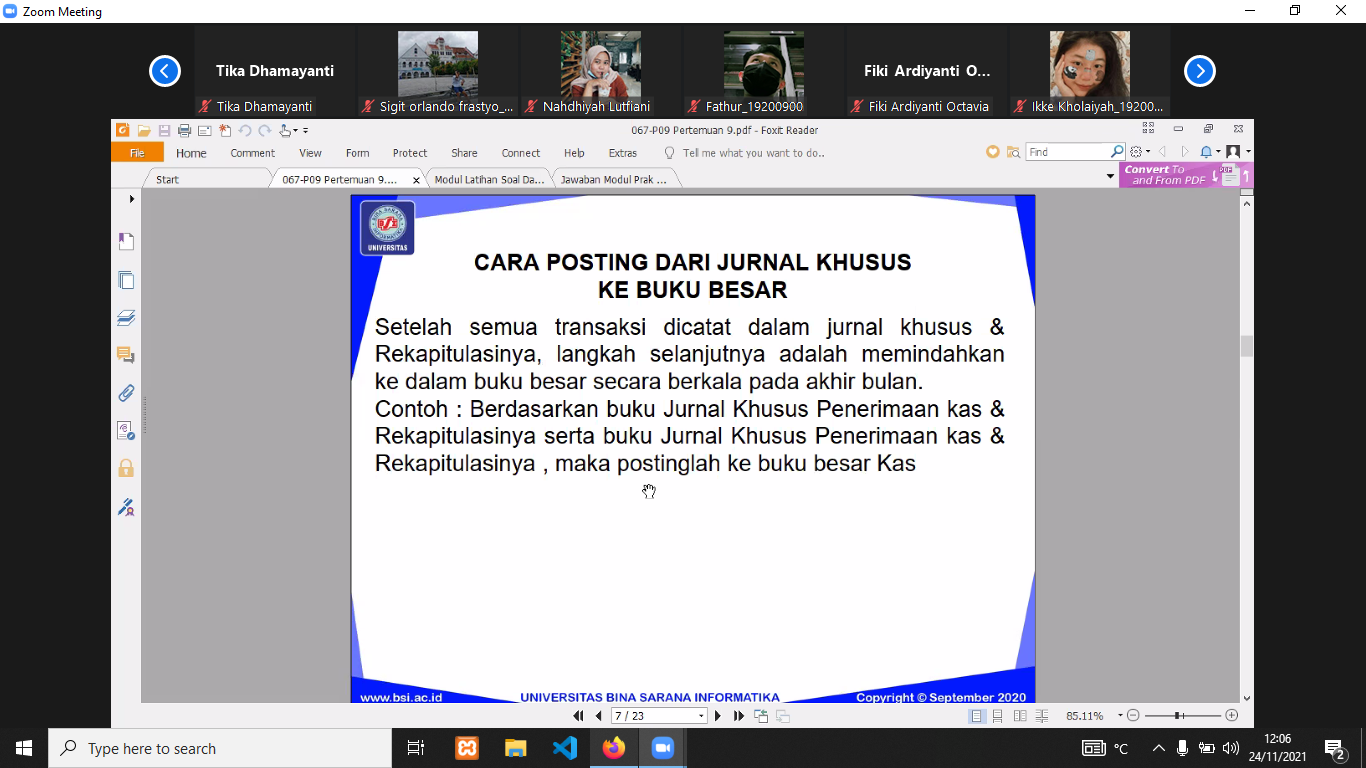 Zoom Meeting
Tika Dhamayanti
Fiki Ardiyanti O...
Tika Dhamayanti
Sigit orlando frastyo_...
Nahdhiyah Lutfiani
Fathur_19200900
Fiki Ardiyanti Octavia
Ikke Kholaiyah_19200...
067-P09 Pertemuan 9.pdf - Foxit Reader
File Home Comment View Form Protect Share Connect Help Extras Tell me what you want to do.. Find
Start
067-P09 Pertemuan 9....
Modul Latihan Soal Da...
Jawaban Modul Prak ...
Convert To
and From PDF
PDF
BINA SARANA
INFORMATIKA
UNIVERSITAS
CARA POSTING DARI JURNAL KHUSUS
KE BUKU BESAR
Setelah semua transaksi dicatat dalam jurnal khusus &
Rekapitulasinya, langkah selanjutnya adalah memindahkan
ke dalam buku besar secara berkala pada akhir bulan.
Contoh : Berdasarkan buku Jurnal Khusus Penerimaan kas &
Rekapitulasinya serta buku Jurnal Khusus Penerimaan kas &
Rekapitulasinya , maka postinglah ke buku besar Kas
www.bsi.ac.id
UNIVERSITAS BINA SARANA INFORMATIKA
Copyright © September 2020
7 / 23
85.11%
Type here to search
°C
12:06
24/11/2021
2